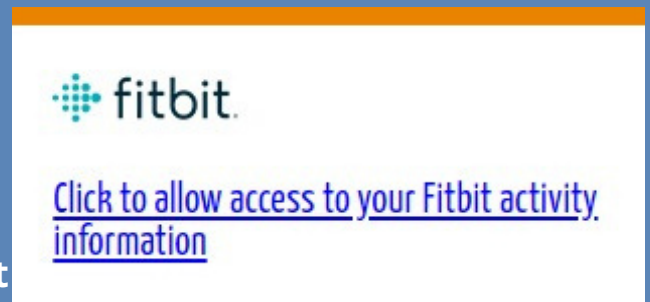 fitbit.
Click to allow access to your Fitbit activity
information
t